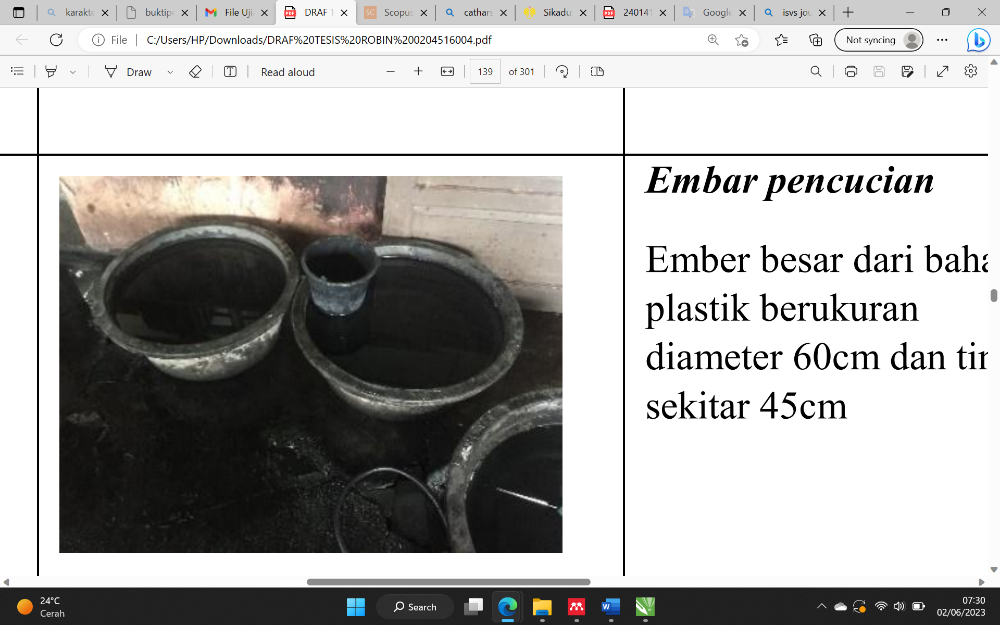 karakte
buktipe
File Uji
DRAF T
Scopus
cathars
Sikadu:
240141
Google
isvs jou
File
C:/Users/HP/Downloads/DRAF%20TESIS%20ROBIN%200204516004.pdf
Not syncing
Draw
Read aloud
139
of 301
Embar pencucian
Ember besar dari baha
plastik berukuran
diameter 60cm dan tin
sekitar 45cm
24°C
Cerah
Search
07:30
02/06/2023